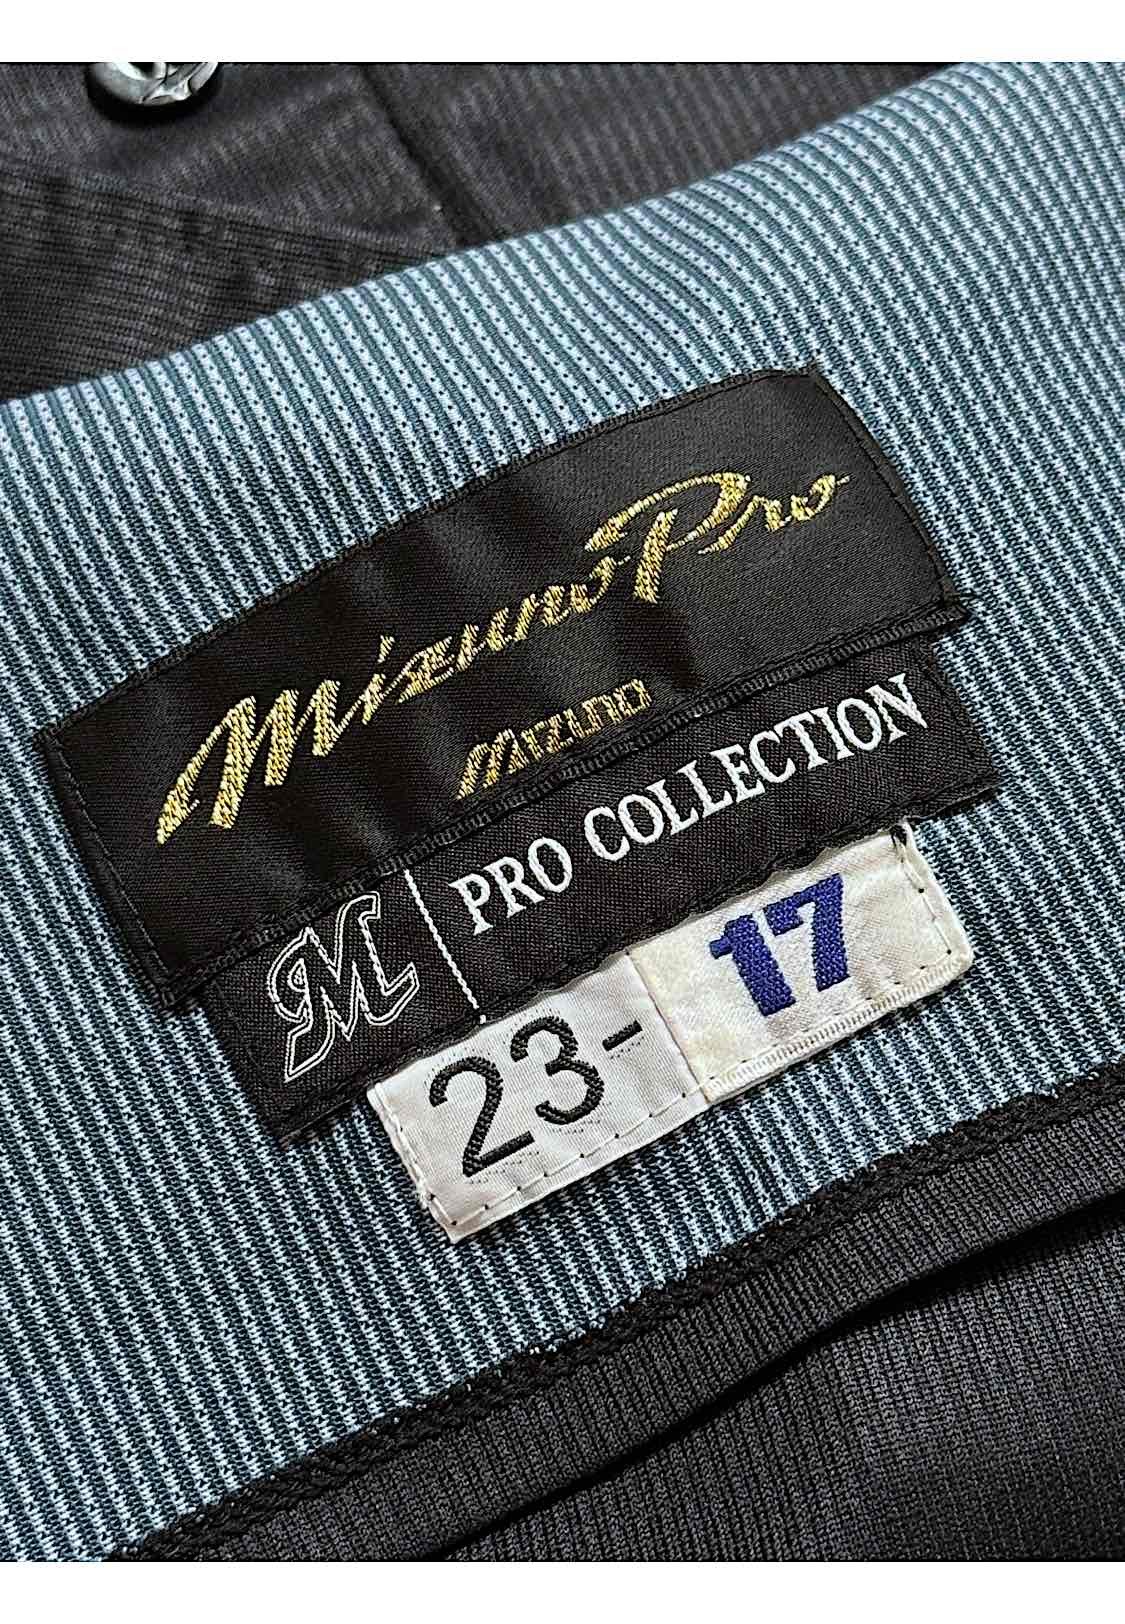 Mizuno Pro
MIZUNO
M PRO COLLECTION
23- 17